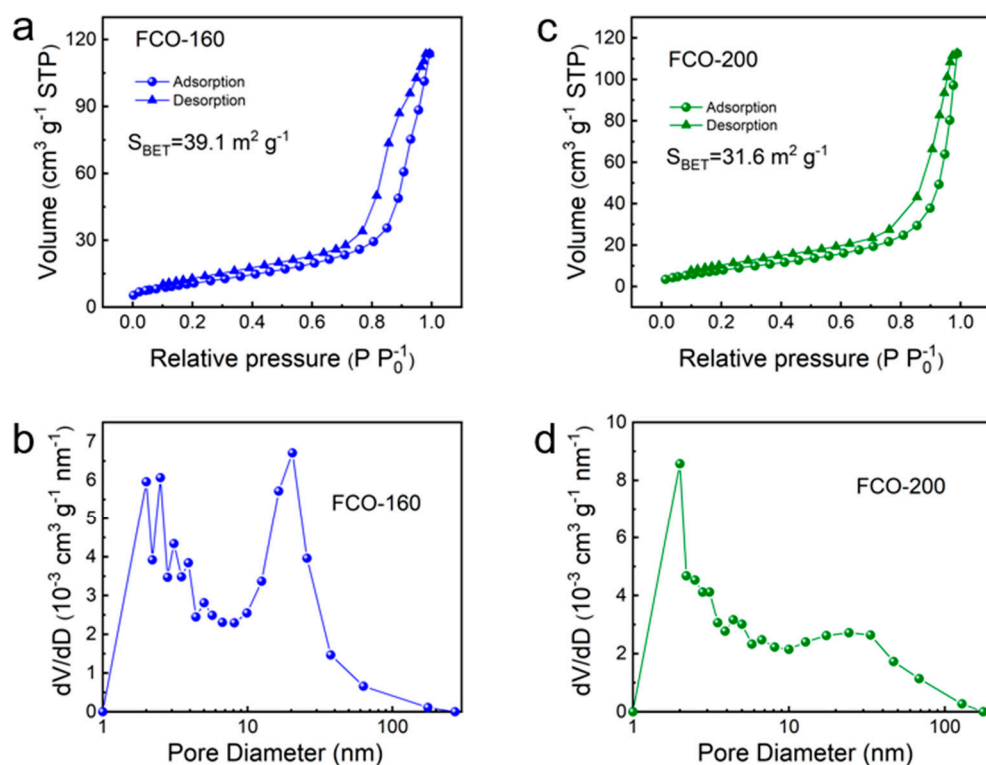 a
FCO-160
Adsorption
Desorption
S_BET=39.1 m² g⁻¹
Volume (cm³ g⁻¹ STP)
120
90
60
30
0
0.0 0.2 0.4 0.6 0.8 1.0
Relative pressure (P P₀⁻¹)
c
FCO-200
Adsorption
Desorption
S_BET=31.6 m² g⁻¹
Volume (cm³ g⁻¹ STP)
120
100
80
60
40
20
0
0.0 0.2 0.4 0.6 0.8 1.0
Relative pressure (P P₀⁻¹)
b
FCO-160
dV/dD (10⁻³ cm³ g⁻¹ nm⁻¹)
7
6
5
4
3
2
1
0
1 10 100
Pore Diameter (nm)
d
FCO-200
dV/dD (10⁻³ cm³ g⁻¹ nm⁻¹)
10
8
6
4
2
0
1 10 100
Pore Diameter (nm)